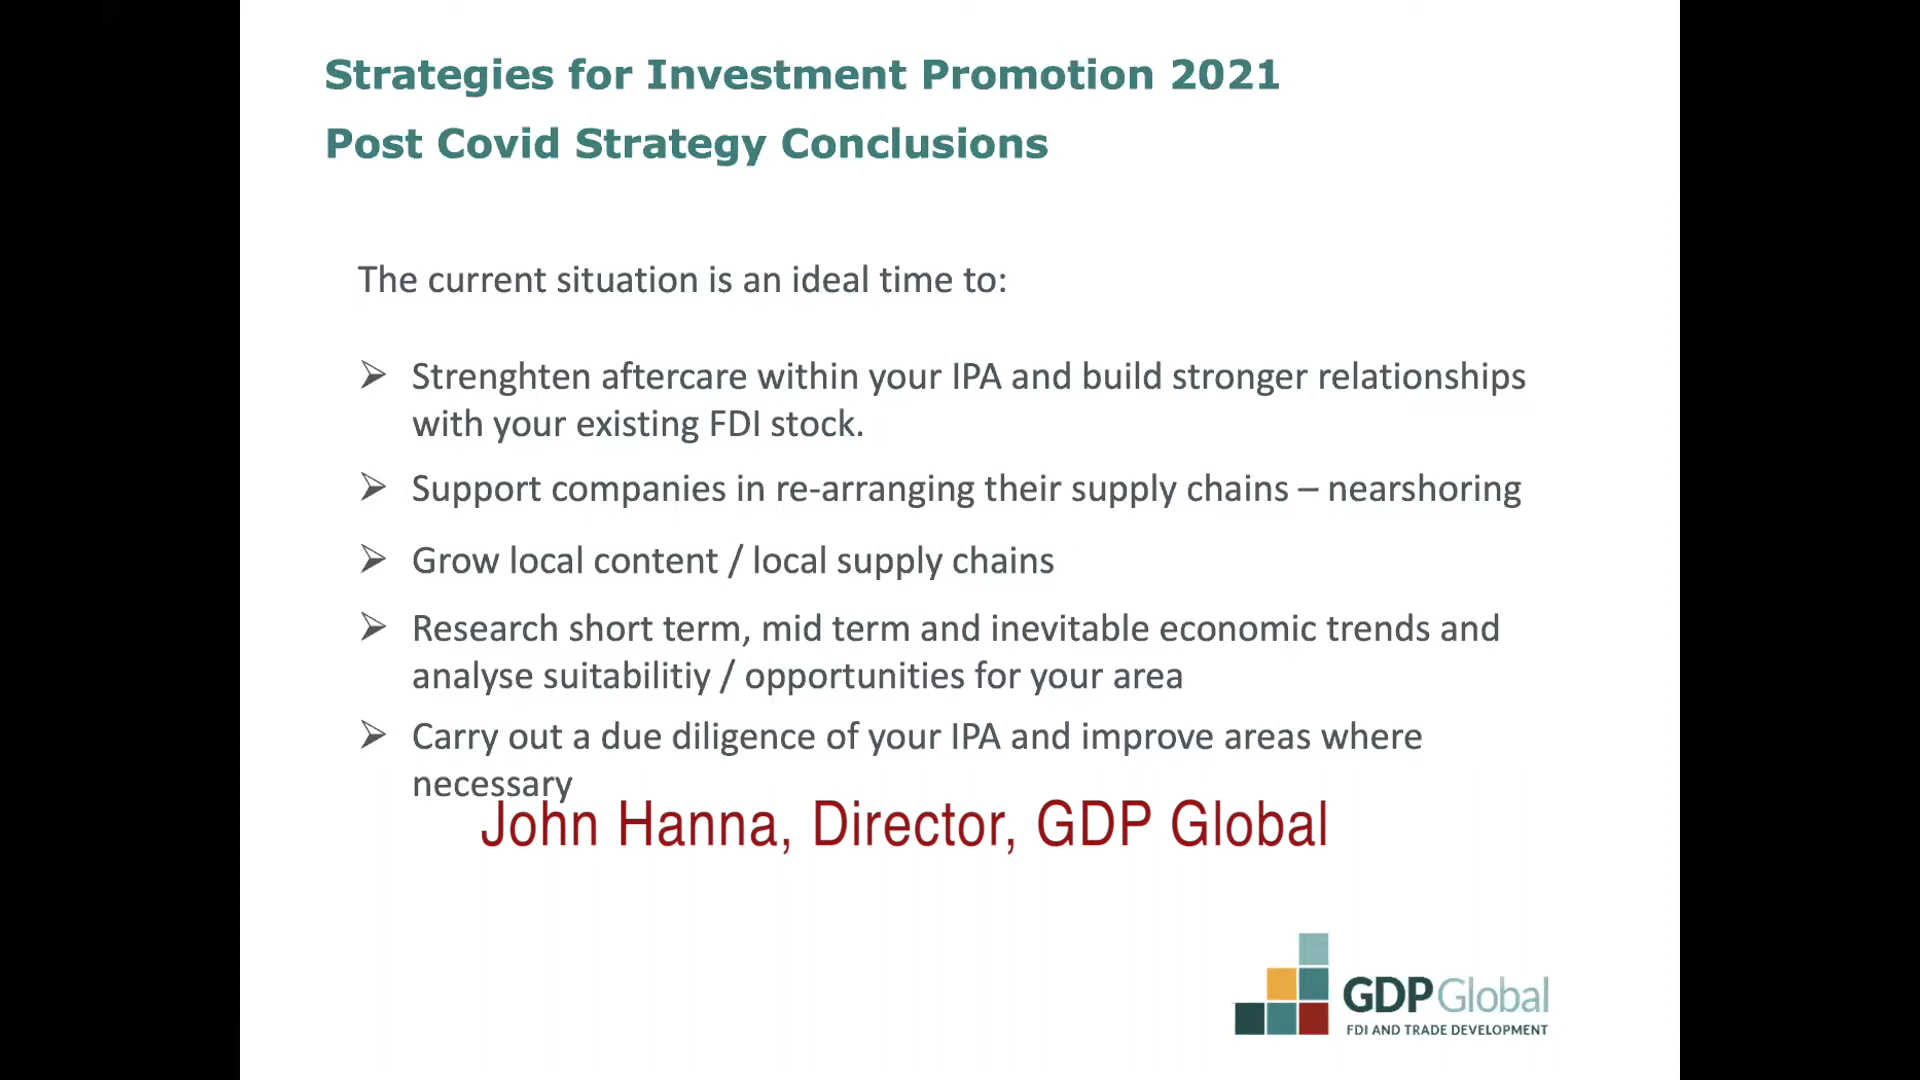 Strategies for Investment Promotion 2021
Post Covid Strategy Conclusions
The current situation is an ideal time to:
➢ Strenghten aftercare within your IPA and build stronger relationships
with your existing FDI stock.
➢ Support companies in re-arranging their supply chains – nearshoring
➢ Grow local content / local supply chains
➢ Research short term, mid term and inevitable economic trends and
analyse suitabilitiy / opportunities for your area
➢ Carry out a due diligence of your IPA and improve areas where
necessary
John Hanna, Director, GDP Global
GDP Global
FDI AND TRADE DEVELOPMENT